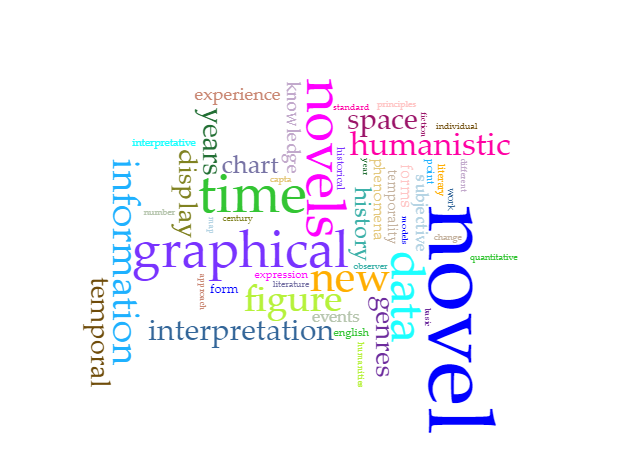 novels
standard
principles
experience
knowledge
years
space
fiction
individual
humanistic
interpretative
historical
display
chart
year
phenomena
temporality
forms
point
literary
different
information
capta
time
subjective
work
history
number
century
map
models
novel
change
graphical
quantitative
observer
data
expression
new
approach
form
literature
temporal
figure
genres
events
basic
interpretation
english
humanities